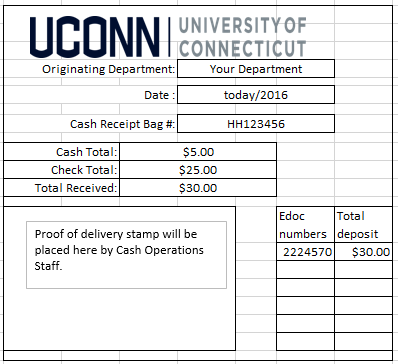 UCONN UNIVERSITY OF
CONNECTICUT
Originating Department: Your Department
Date : today/2016
Cash Receipt Bag #: HH123456
Cash Total: $5.00
Check Total: $25.00
Total Received: $30.00
Proof of delivery stamp will be
placed here by Cash Operations
Staff.
Edoc Total
numbers deposit
2224570 $30.00